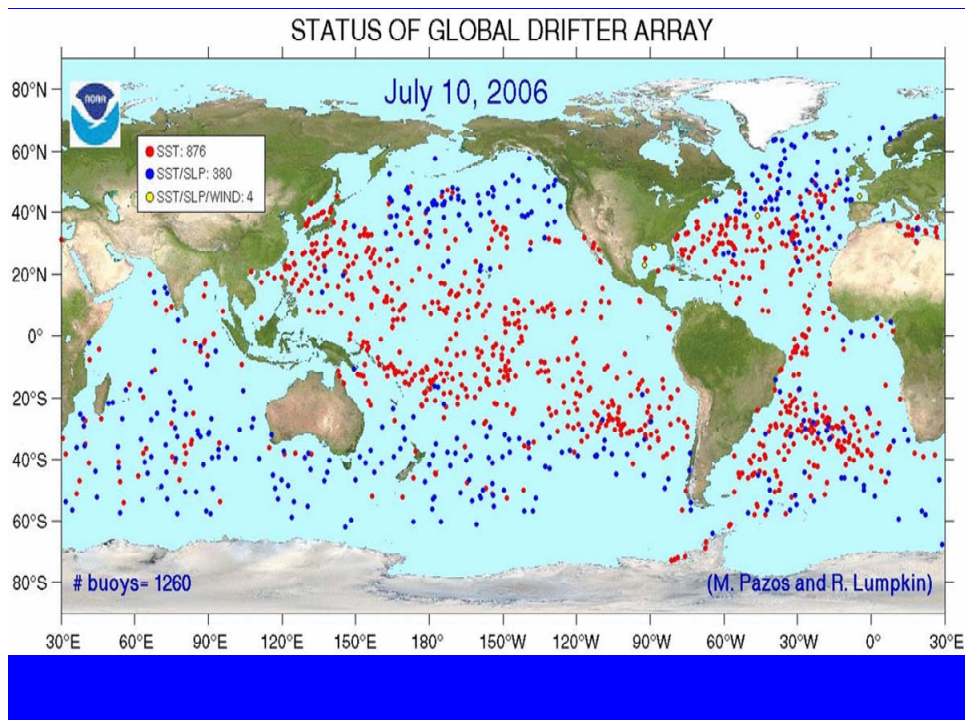 STATUS OF GLOBAL DRIFTER ARRAY
80°N
60°N
40°N
20°N
0°
20°S
40°S
60°S
80°S
NOAA
July 10, 2006
SST: 876
SST/SLP: 380
SST/SLP/WIND: 4
# buoys= 1260
(M. Pazos and R. Lumpkin)
30°E 60°E 90°E 120°E 150°E 180° 150°W 120°W 90°W 60°W 30°W 0° 30°E